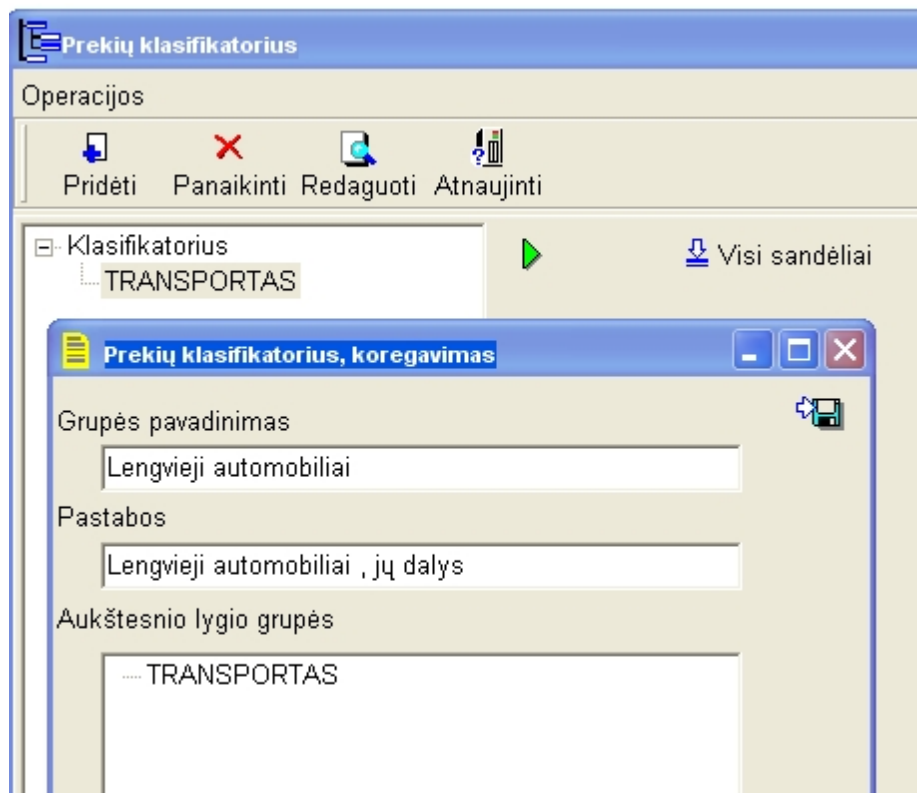 Prekių klasifikatorius
Operacijos
Pridėti Panaikinti Redaguoti Atnaujinti
Klasifikatorius
Visi sandėliai
TRANSPORTAS
Prekių klasifikatorius, koregavimas
Grupės pavadinimas
Lengvieji automobiliai
Pastabos
Lengvieji automobiliai , jų dalys
Aukštesnio lygio grupės
TRANSPORTAS